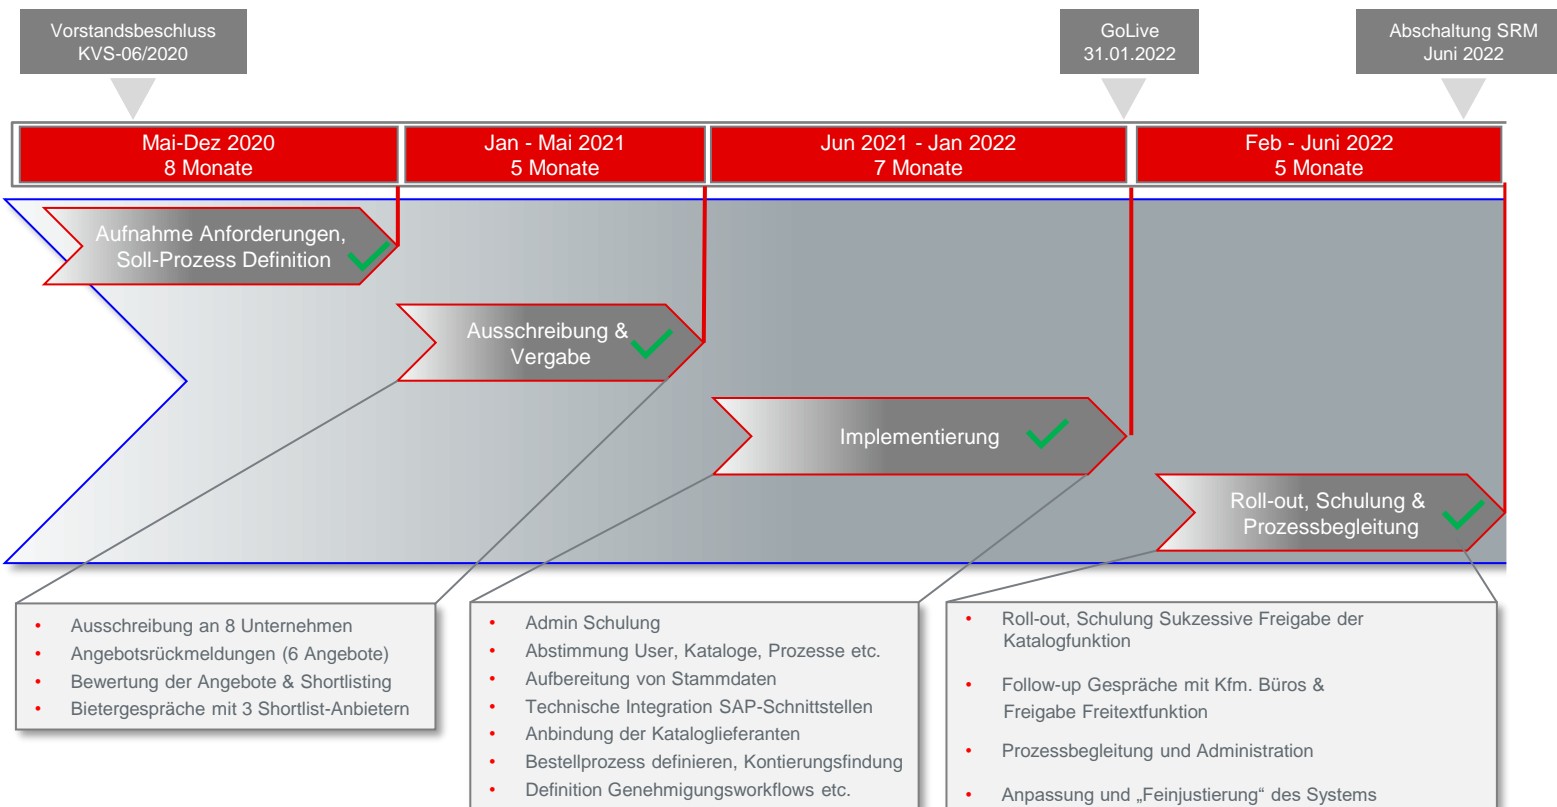 Vorstandsbeschluss
KVS-06/2020
GoLive
31.01.2022
Abschaltung SRM
Juni 2022
Mai-Dez 2020
8 Monate
Jan - Mai 2021
5 Monate
Jun 2021 - Jan 2022
7 Monate
Feb - Juni 2022
5 Monate
Aufnahme Anforderungen,
Soll-Prozess Definition
Ausschreibung &
Vergabe
Implementierung
Roll-out, Schulung &
Prozessbegleitung
• Ausschreibung an 8 Unternehmen
• Angebotsrückmeldungen (6 Angebote)
• Bewertung der Angebote & Shortlisting
• Bietergespräche mit 3 Shortlist-Anbietern
• Admin Schulung
• Abstimmung User, Kataloge, Prozesse etc.
• Aufbereitung von Stammdaten
• Technische Integration SAP-Schnittstellen
• Anbindung der Kataloglieferanten
• Bestellprozess definieren, Kontierungsfindung
• Definition Genehmigungsworkflows etc.
• Roll-out, Schulung Sukzessive Freigabe der
Katalogfunktion
• Follow-up Gespräche mit Kfm. Büros &
Freigabe Freitextfunktion
• Prozessbegleitung und Administration
• Anpassung und „Feinjustierung“ des Systems